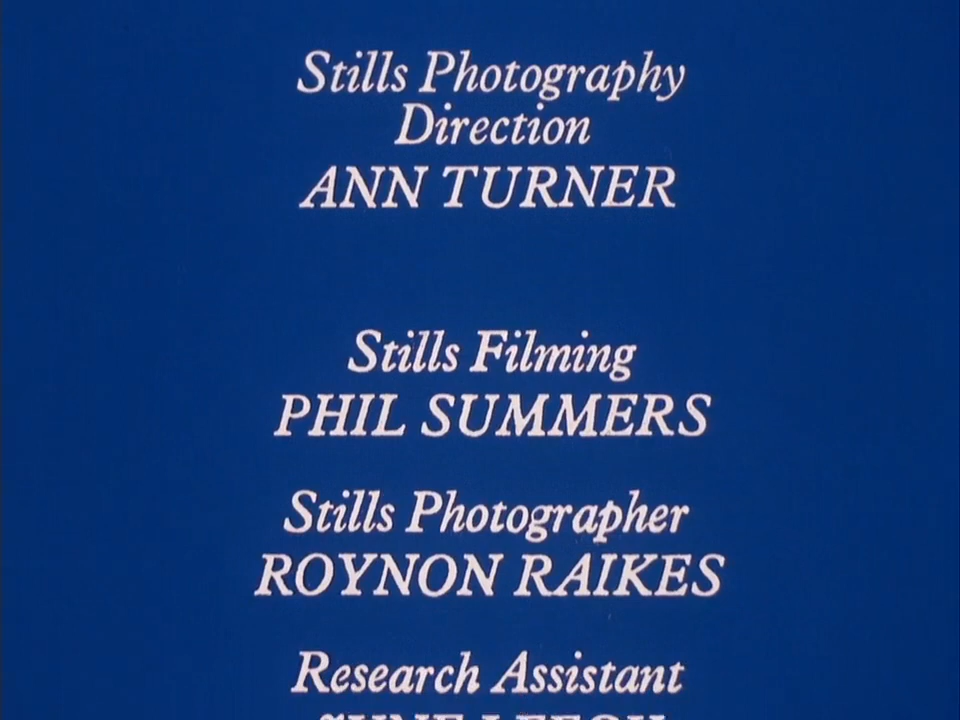 Stills Photography
Direction
ANN TURNER
Stills Filming
PHIL SUMMERS
Stills Photographer
ROYNON RAIKES
Research Assistant